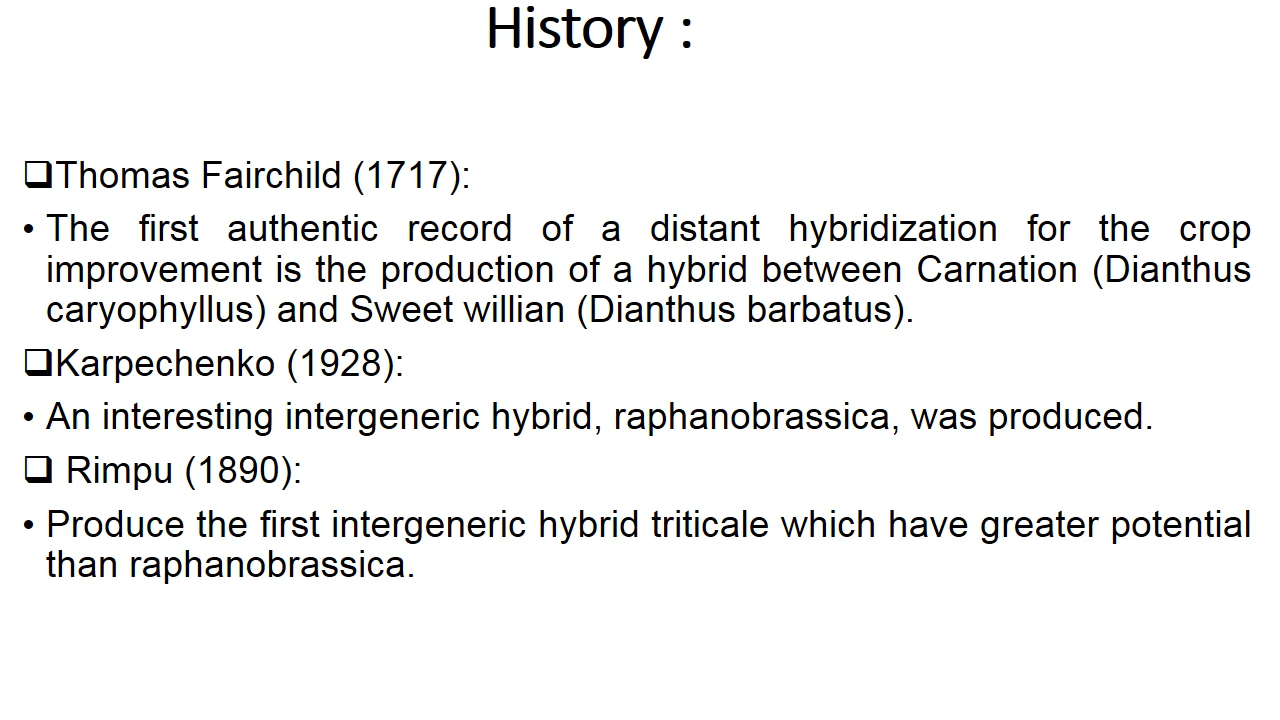 History :
❑Thomas Fairchild (1717):
• The first authentic record of a distant hybridization for the crop
improvement is the production of a hybrid between Carnation (Dianthus
caryophyllus) and Sweet willian (Dianthus barbatus).
❑Karpechenko (1928):
• An interesting intergeneric hybrid, raphanobrassica, was produced.
❑ Rimpu (1890):
• Produce the first intergeneric hybrid triticale which have greater potential
than raphanobrassica.